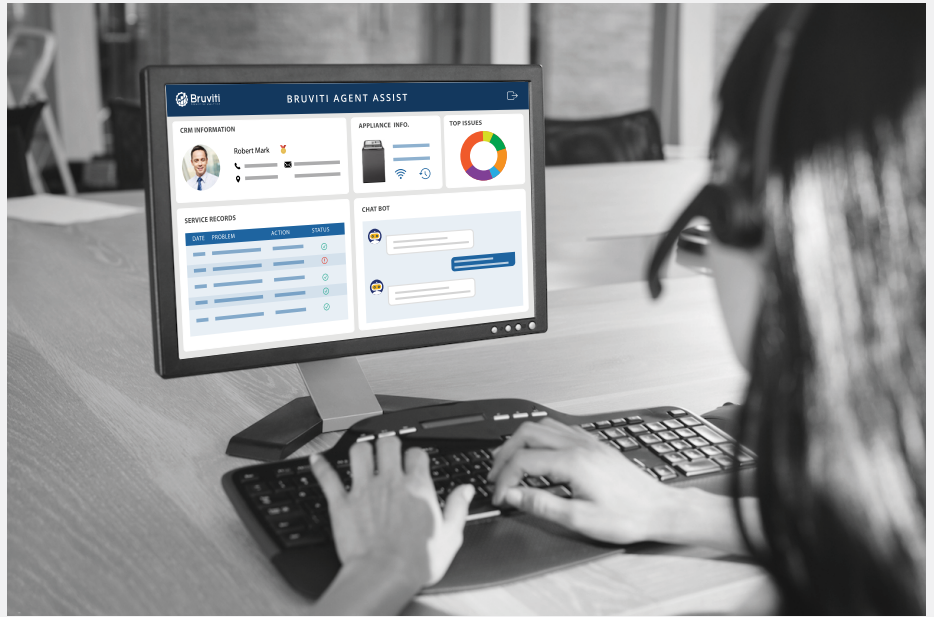 Bruviti
BRUVITI AGENT ASSIST
CRM INFORMATION
Robert Mark
APPLIANCE INFO.
TOP ISSUES
SERVICE RECORDS
DATE PROBLEM ACTION STATUS
CHAT BOT